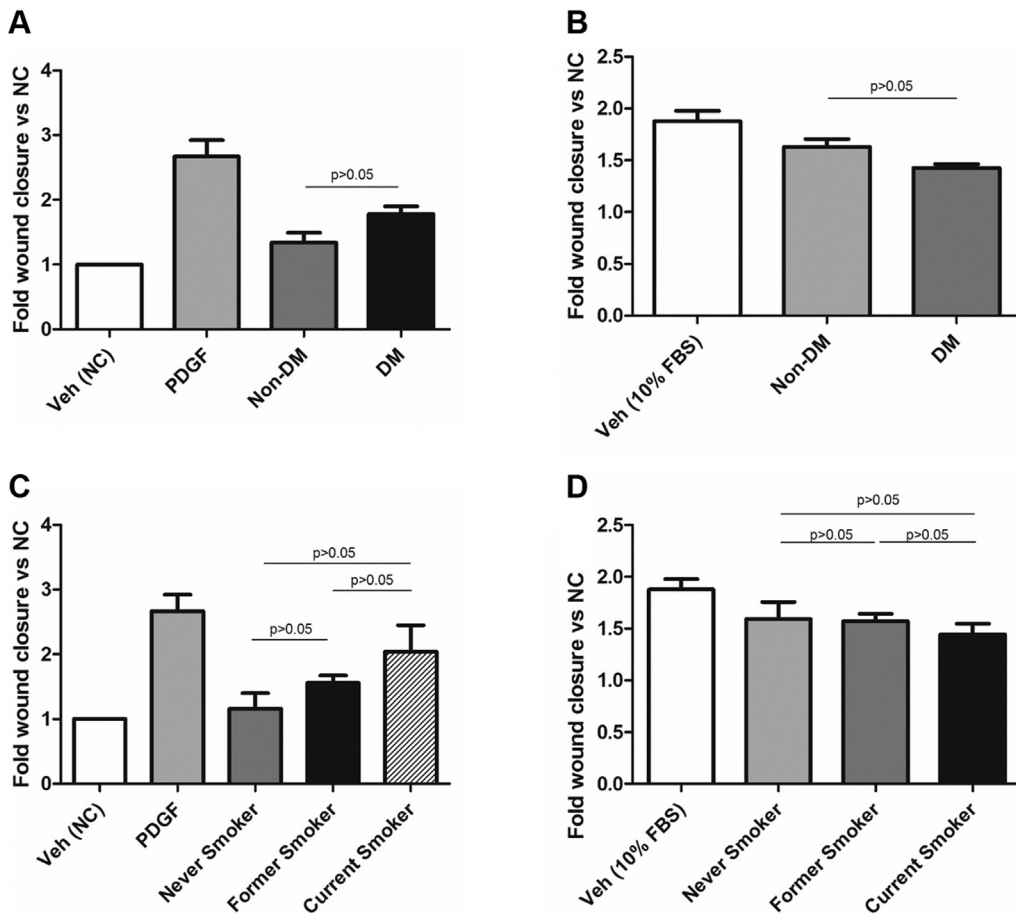 A
Fold wound closure vs NC
4
3
2
1
0
p>0.05
Veh (NC)
PDGF
Non-DM
DM
B
Fold wound closure vs NC
2.5
2.0
1.5
1.0
0.5
0.0
p>0.05
Veh (10% FBS)
Non-DM
DM
C
Fold wound closure vs NC
4
3
2
1
0
p>0.05
p>0.05
p>0.05
Veh (NC)
PDGF
Never Smoker
Former Smoker
Current Smoker
D
Fold wound closure vs NC
2.5
2.0
1.5
1.0
0.5
0.0
p>0.05
p>0.05
p>0.05
Veh (10% FBS)
Never Smoker
Former Smoker
Current Smoker